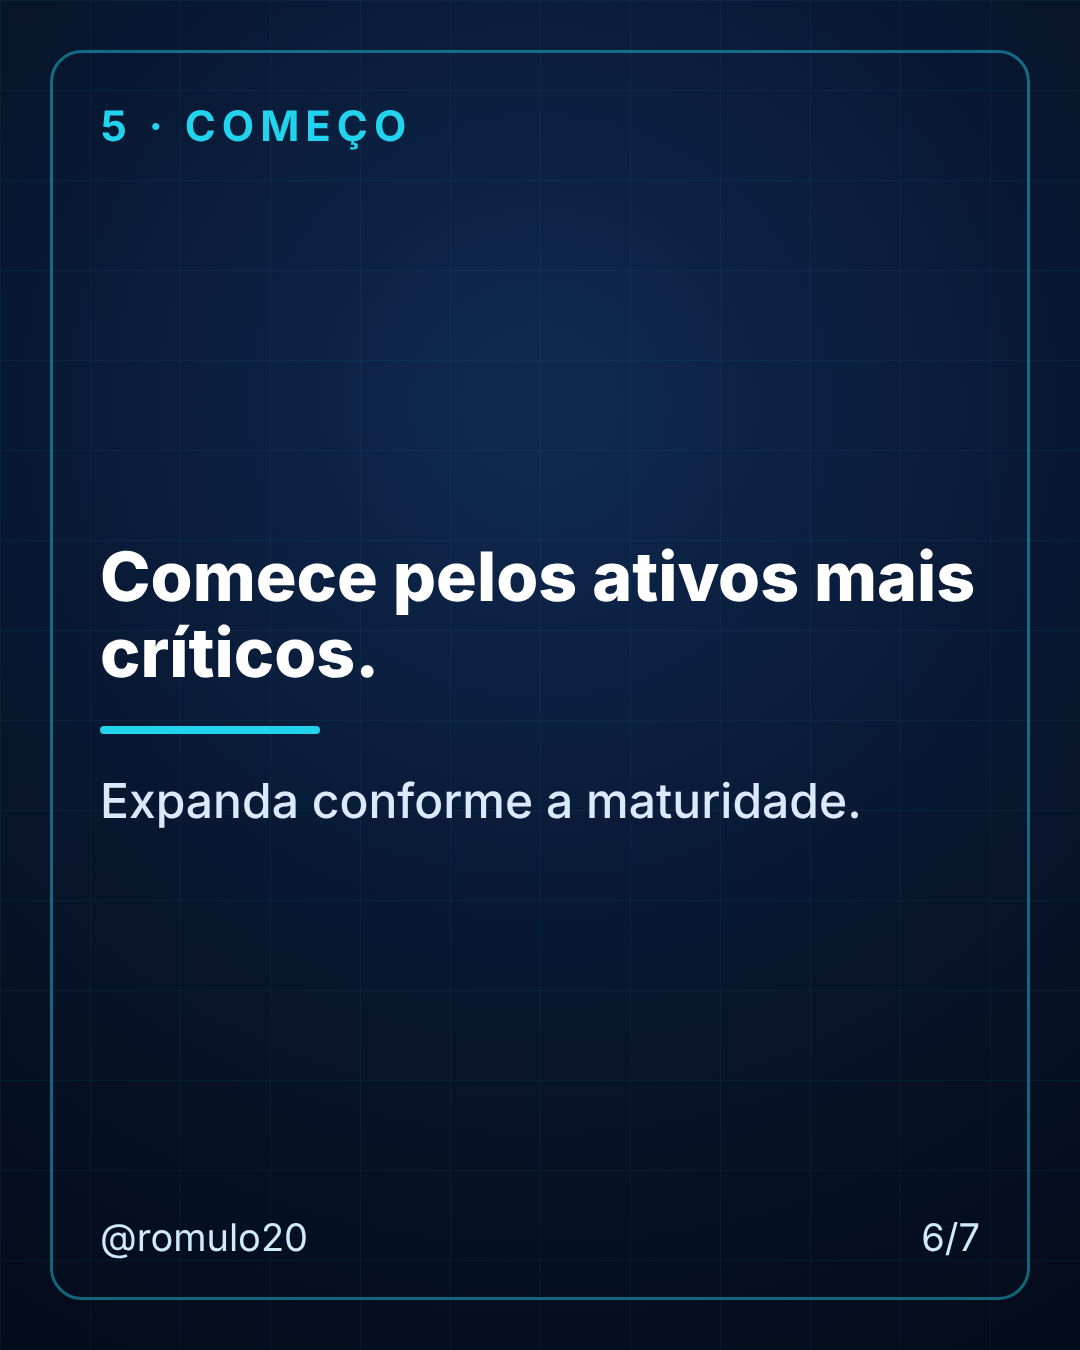 5 · COMEÇO
Comece pelos ativos mais
críticos.
Expanda conforme a maturidade.
@romulo20
6/7